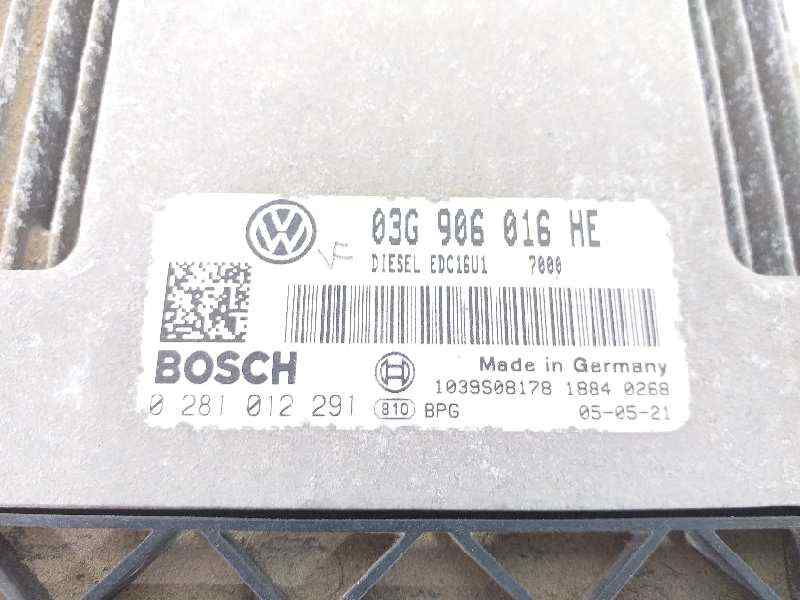 03G 906 016 HE
DIESEL EDC16U1 7000
BOSCH
Made in Germany
1039S08178 1884 0268
0 281 012 291 810 BPG 05-05-21